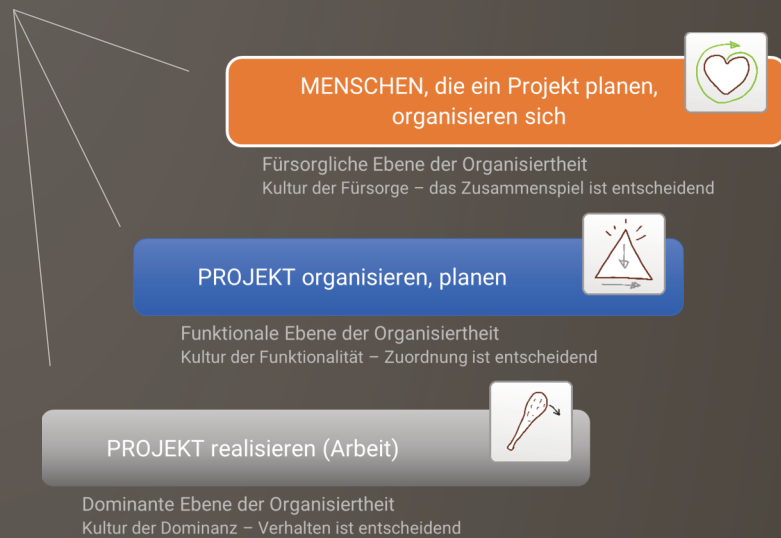 MENSCHEN, die ein Projekt planen,
organisieren sich
Fürsorgliche Ebene der Organisiertheit
Kultur der Fürsorge – das Zusammenspiel ist entscheidend
PROJEKT organisieren, planen
Funktionale Ebene der Organisiertheit
Kultur der Funktionalität – Zuordnung ist entscheidend
PROJEKT realisieren (Arbeit)
Dominante Ebene der Organisiertheit
Kultur der Dominanz – Verhalten ist entscheidend